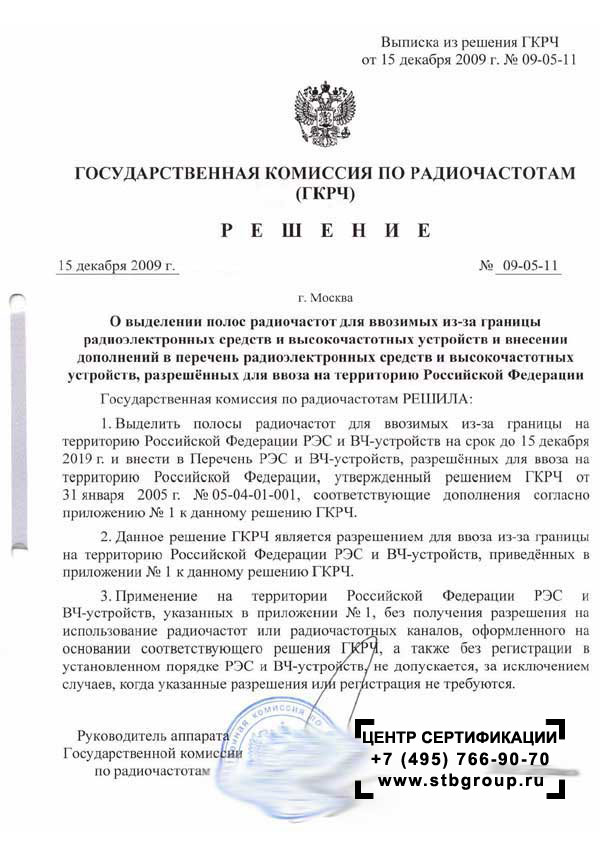 Выписка из решения ГКРЧ
от 15 декабря 2009 г. № 09-05-11
ГОСУДАРСТВЕННАЯ КОМИССИЯ ПО РАДИОЧАСТОТАМ
(ГКРЧ)
Р Е Ш Е Н И Е
15 декабря 2009 г. № 09-05-11
г. Москва
О выделении полос радиочастот для ввозимых из-за границы
радиоэлектронных средств и высокочастотных устройств и внесении
дополнений в перечень радиоэлектронных средств и высокочастотных
устройств, разрешённых для ввоза на территорию Российской Федерации
Государственная комиссия по радиочастотам РЕШИЛА:
1. Выделить полосы радиочастот для ввозимых из-за границы на
территорию Российской Федерации РЭС и ВЧ-устройств на срок до 15 декабря
2019 г. и внести в Перечень РЭС и ВЧ-устройств, разрешённых для ввоза на
территорию Российской Федерации, утвержденный решением ГКРЧ от
31 января 2005 г. № 05-04-01-001, соответствующие дополнения согласно
приложению № 1 к данному решению ГКРЧ.
2. Данное решение ГКРЧ является разрешением для ввоза из-за границы
на территорию Российской Федерации РЭС и ВЧ-устройств, приведённых в
приложении № 1 к данному решению ГКРЧ.
3. Применение на территории Российской Федерации РЭС и
ВЧ-устройств, указанных в приложении № 1, без получения разрешения на
использование радиочастот или радиочастотных каналов, оформленного на
основании соответствующего решения ГКРЧ, а также без регистрации в
установленном порядке РЭС и ВЧ-устройств, не допускается, за исключением
случаев, когда указанные разрешения или регистрация не требуются.
Руководитель аппарата
Государственной комиссии
по радиочастотам
комиссия по
ЦЕНТР СЕРТИФИКАЦИИ
+7 (495) 766-90-70
www.stbgroup.ru